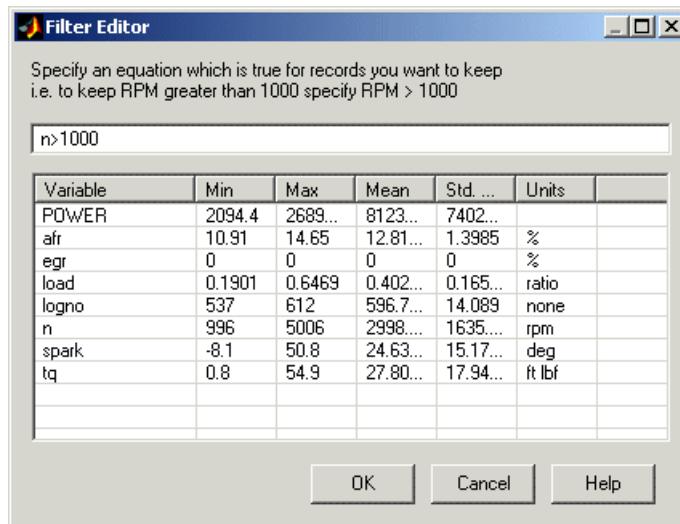 Filter Editor
Specify an equation which is true for records you want to keep
i.e. to keep RPM greater than 1000 specify RPM > 1000
n>1000
Variable Min Max Mean Std. ... Units
POWER 2094.4 2689... 8123... 7402...
afr 10.91 14.65 12.81... 1.3985 %
egr 0 0 0 0 %
load 0.1901 0.6469 0.402... 0.165... ratio
logno 537 612 596.7... 14.089 none
n 996 5006 2998.... 1635.... rpm
spark -8.1 50.8 24.63... 15.17... deg
tq 0.8 54.9 27.80... 17.94... ft lbf
OK Cancel Help